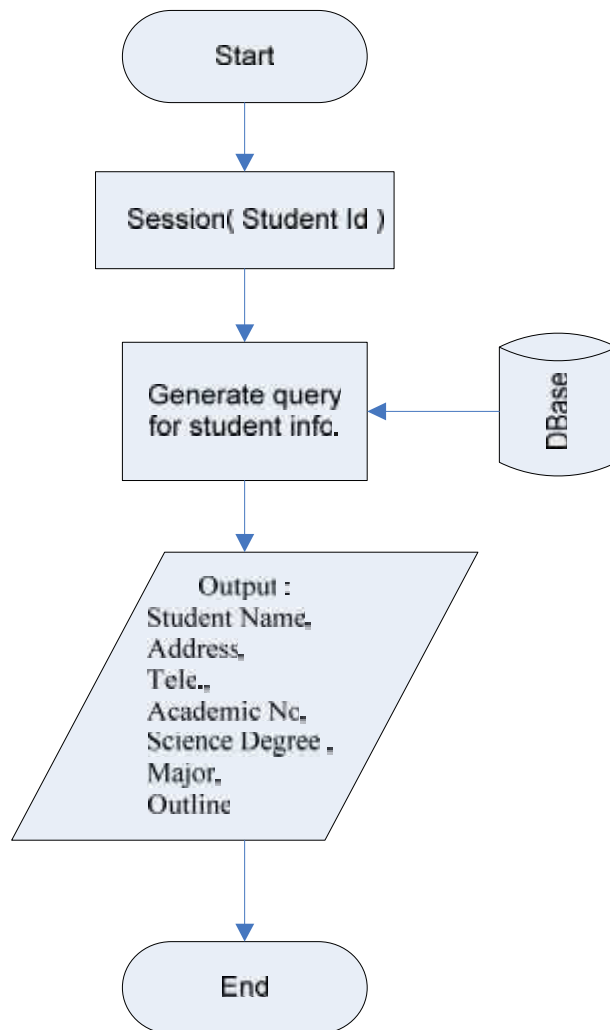 Start
Session( Student Id )
Generate query
for student info.
DBase
Output :
Student Name,
Address,
Tele.,
Academic No,
Science Degree ,
Major,
Outline
End